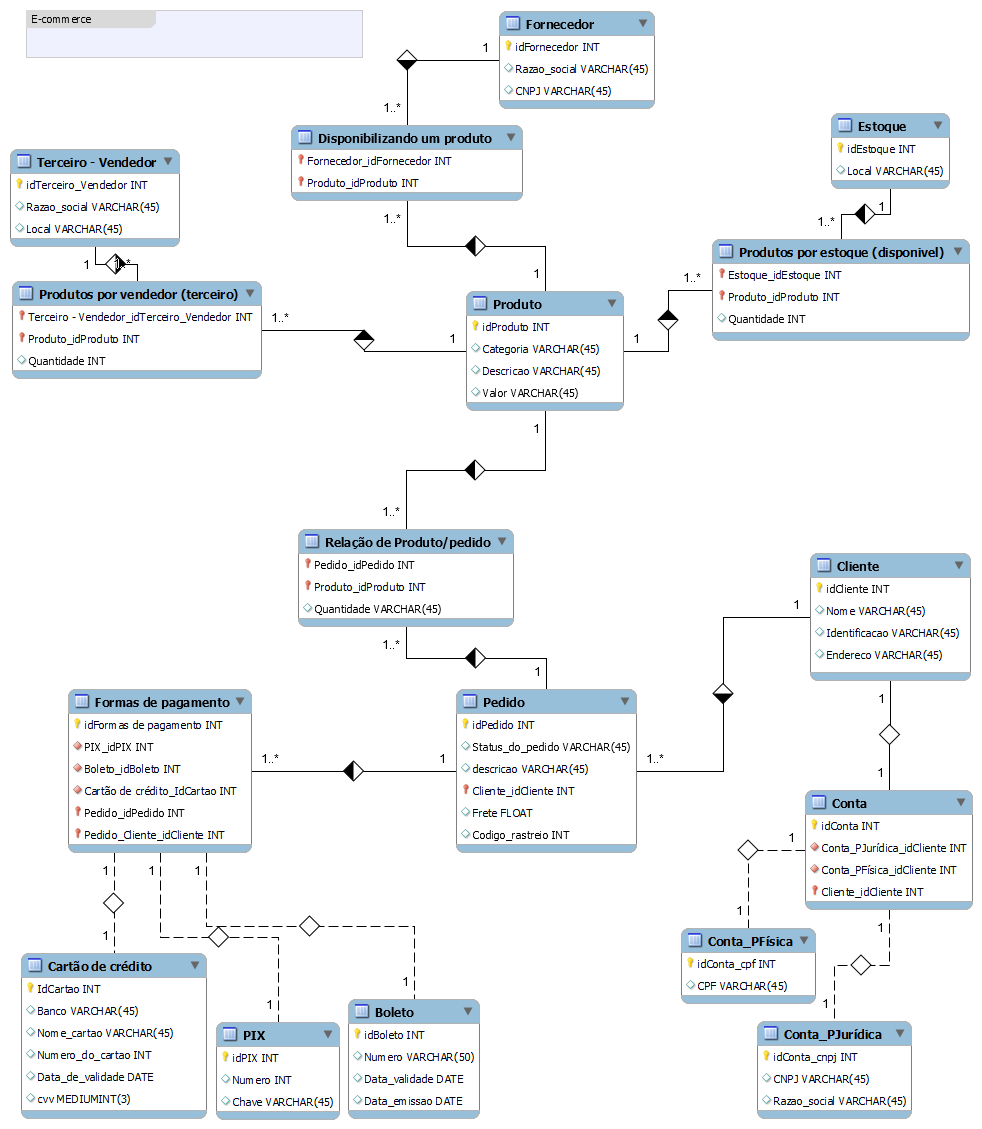 E-commerce
Fornecedor
idFornecedor INT
Razao_social VARCHAR(45)
CNPJ VARCHAR(45)
1
1..*
Disponibilizando um produto
Fornecedor_idFornecedor INT
Produto_idProduto INT
1..*
1
Estoque
idEstoque INT
Local VARCHAR(45)
1
1..*
Terceiro - Vendedor
idTerceiro_Vendedor INT
Razao_social VARCHAR(45)
Local VARCHAR(45)
1
1..*
Produtos por estoque (disponivel)
Estoque_idEstoque INT
Produto_idProduto INT
Quantidade INT
1..*
1
Produtos por vendedor (terceiro)
Terceiro - Vendedor_idTerceiro_Vendedor INT
Produto_idProduto INT
Quantidade INT
1..*
1
Produto
idProduto INT
Categoria VARCHAR(45)
Descricao VARCHAR(45)
Valor VARCHAR(45)
1
1..*
Relação de Produto/pedido
Pedido_idPedido INT
Produto_idProduto INT
Quantidade VARCHAR(45)
1..*
1
Cliente
idCliente INT
Nome VARCHAR(45)
Identificacao VARCHAR(45)
Endereco VARCHAR(45)
1
1..*
1
1
Formas de pagamento
idFormas de pagamento INT
PIX_idPIX INT
Boleto_idBoleto INT
Cartão de crédito_IdCartao INT
Pedido_idPedido INT
Pedido_Cliente_idCliente INT
1..*
1
Pedido
idPedido INT
Status_do_pedido VARCHAR(45)
descricao VARCHAR(45)
Cliente_idCliente INT
Frete FLOAT
Codigo_rastreio INT
Conta
idConta INT
Conta_PJurídica_idCliente INT
Conta_PFísica_idCliente INT
Cliente_idCliente INT
1
1
1
1
1
1
1
1
1
1
Conta_PFísica
idConta_cpf INT
CPF VARCHAR(45)
Cartão de crédito
IdCartao INT
Banco VARCHAR(45)
Nome_cartao VARCHAR(45)
Numero_do_cartao INT
Data_de_validade DATE
cvv MEDIUMINT(3)
PIX
idPIX INT
Numero INT
Chave VARCHAR(45)
Boleto
idBoleto INT
Numero VARCHAR(50)
Data_validade DATE
Data_emissao DATE
Conta_PJurídica
idConta_cnpj INT
CNPJ VARCHAR(45)
Razao_social VARCHAR(45)